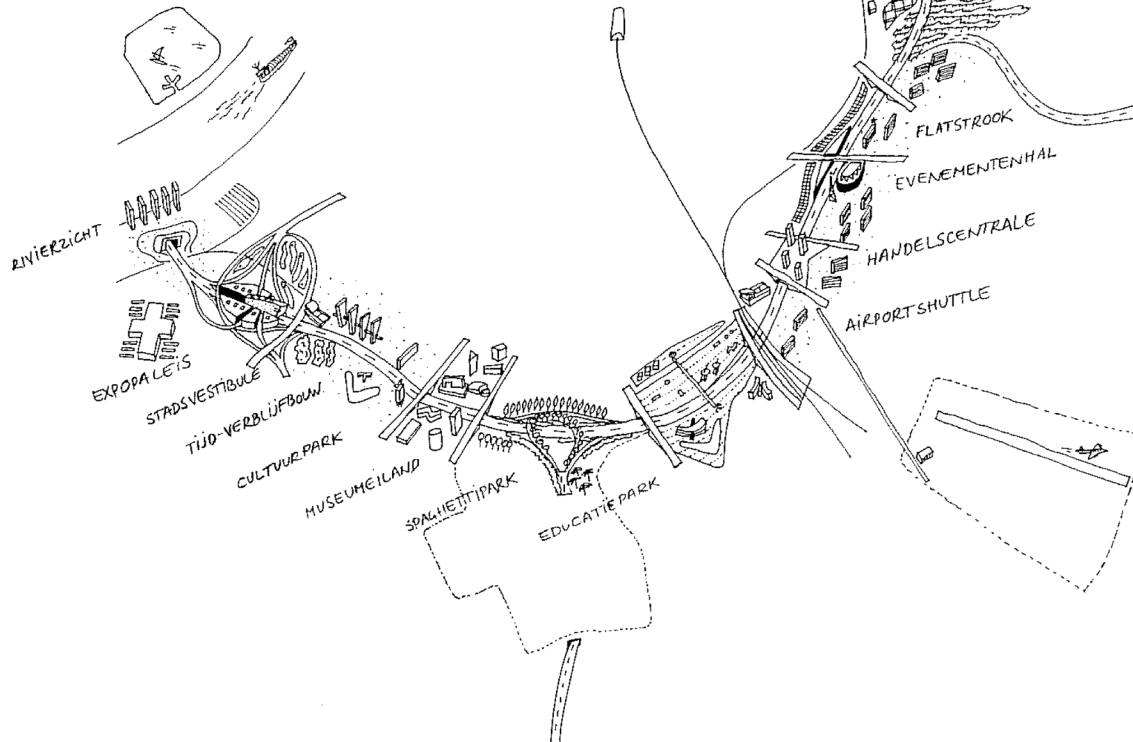 RIVIERZICHT
EXPOPALEIS
STADSVESTIBULE
TIJD-VERBLIJFBOUW
CULTUURPARK
MUSEUMEILAND
SPAGHETTIPARK
EDUCATIEPARK
AIRPORTSHUTTLE
HANDELSCENTRALE
EVENEMENTENHAL
FLATSTROOK